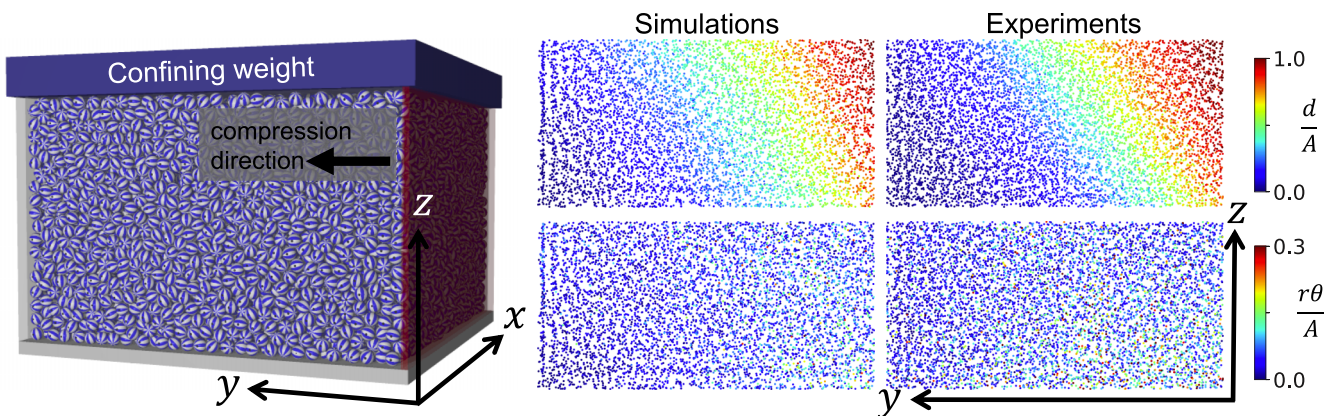 Confining weight
compression
direction
z
x
y
Simulations
Experiments
1.0
d/A
0.0
z
0.3
rθ/A
0.0
y